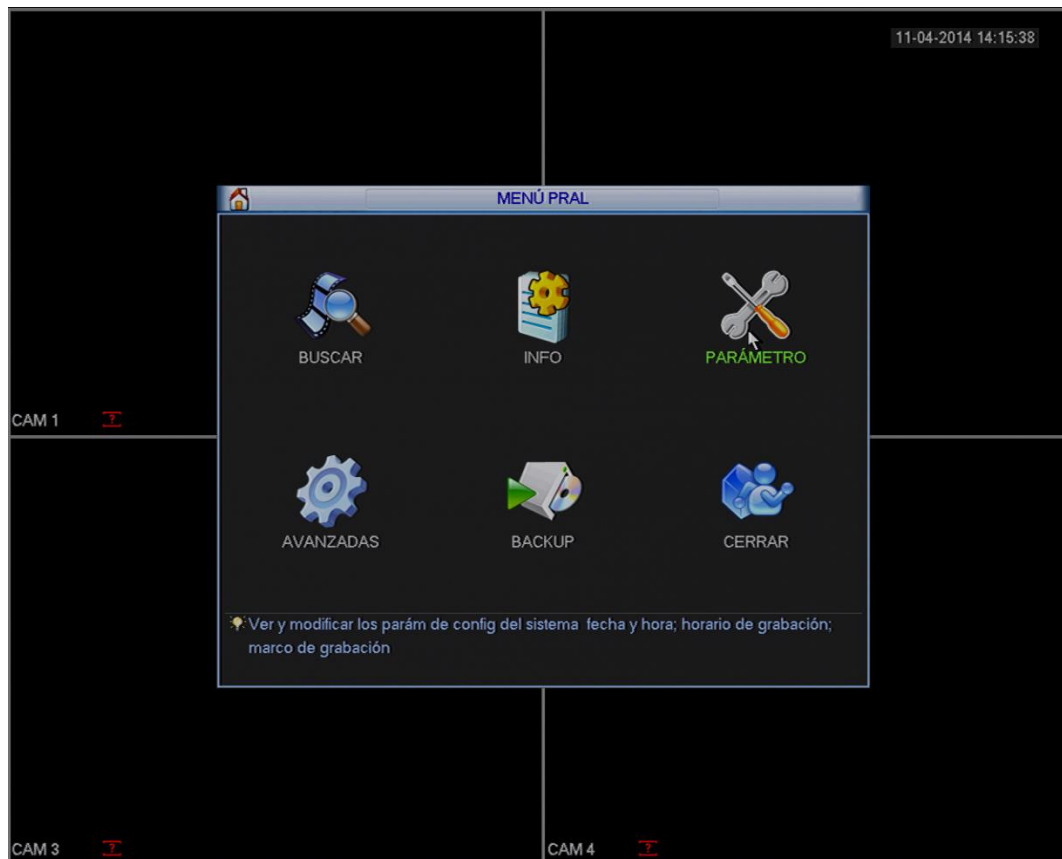 11-04-2014 14:15:38
MENÚ PRAL
BUSCAR
INFO
PARÁMETRO
CAM 1
?
AVANZADAS
BACKUP
CERRAR
Ver y modificar los parám de config del sistema fecha y hora; horario de grabación;
marco de grabación
CAM 3
?
CAM 4
?